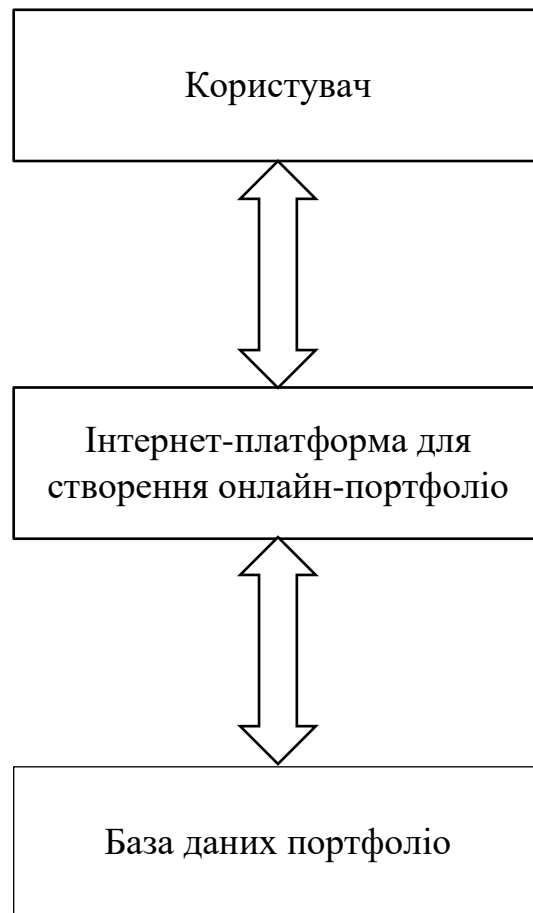 Користувач
Інтернет-платформа для
створення онлайн-портфоліо
База даних портфоліо